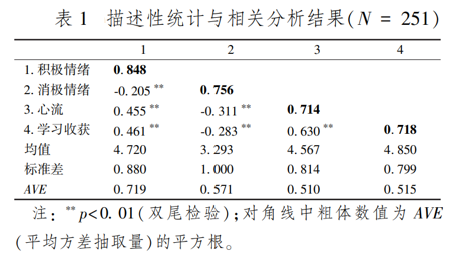 表 1 描述性统计与相关分析结果(N = 251)
1 2 3 4
1. 积极情绪 0.848
2. 消极情绪 -0.205** 0.756
3. 心流 0.455** -0.311** 0.714
4. 学习收获 0.461** -0.283** 0.630** 0.718
均值 4.720 3.293 4.567 4.850
标准差 0.880 1.000 0.814 0.799
AVE 0.719 0.571 0.510 0.515
注: **p<0.01(双尾检验);对角线中粗体数值为 AVE
(平均方差抽取量)的平方根。